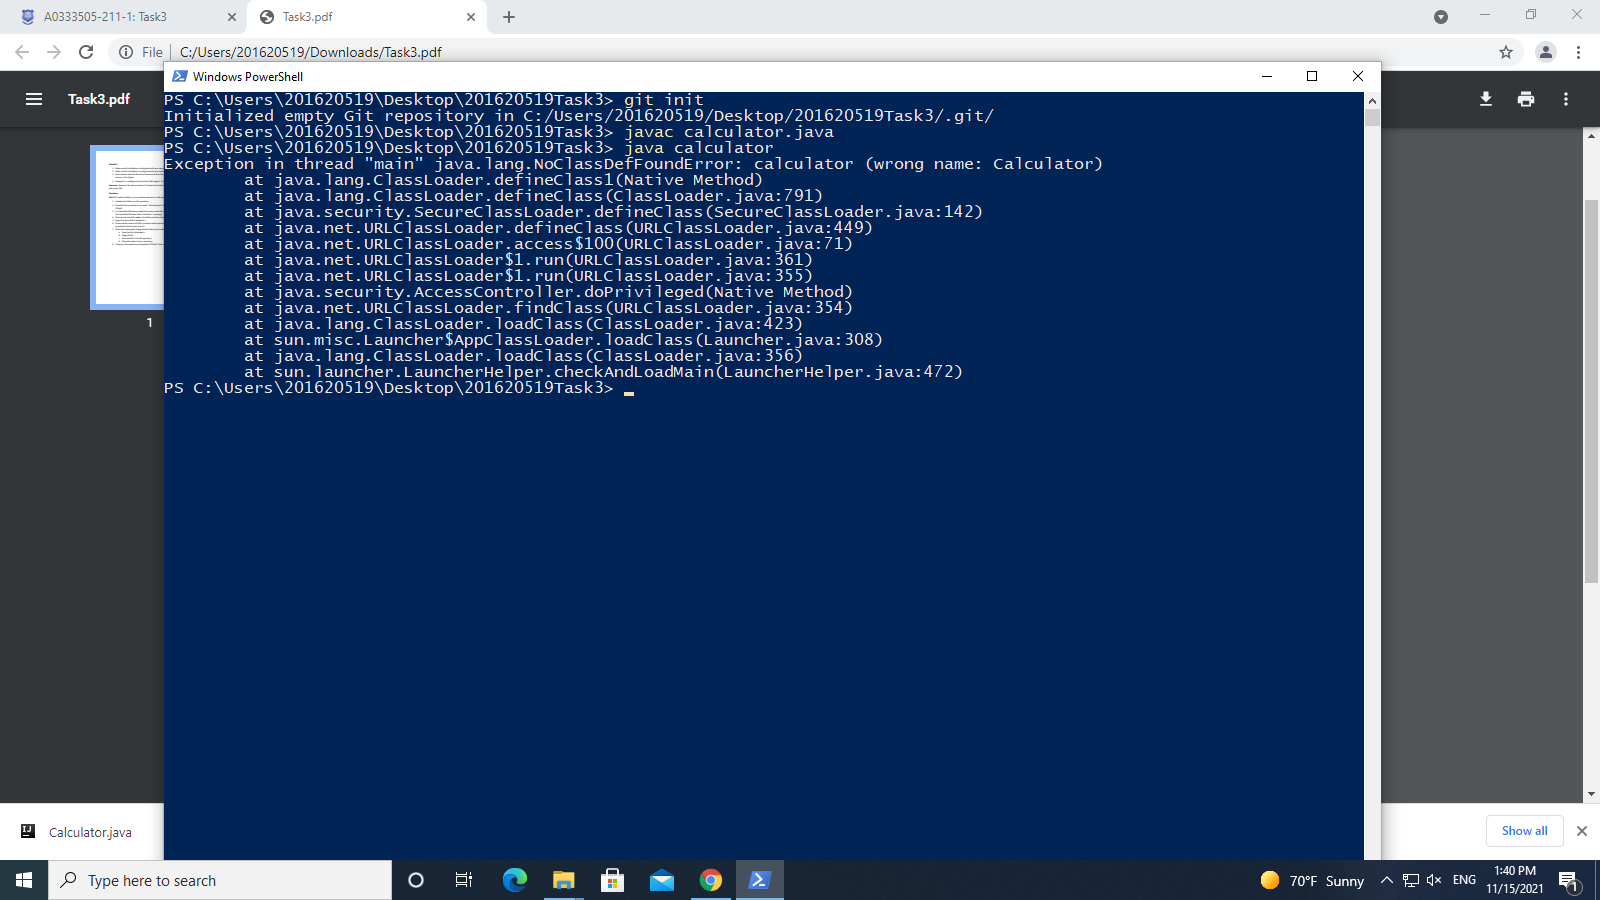 A0333505-211-1: Task3
Task3.pdf
File
C:/Users/201620519/Downloads/Task3.pdf
Windows PowerShell
Task3.pdf
PS C:\Users\201620519\Desktop\201620519Task3> git init
Initialized empty Git repository in C:/Users/201620519/Desktop/201620519Task3/.git/
PS C:\Users\201620519\Desktop\201620519Task3> javac calculator.java
PS C:\Users\201620519\Desktop\201620519Task3> java calculator
Exception in thread "main" java.lang.NoClassDefFoundError: calculator (wrong name: Calculator)
at java.lang.ClassLoader.defineClass1(Native Method)
at java.lang.ClassLoader.defineClass(ClassLoader.java:791)
at java.security.SecureClassLoader.defineClass(SecureClassLoader.java:142)
at java.net.URLClassLoader.defineClass(URLClassLoader.java:449)
at java.net.URLClassLoader.access$100(URLClassLoader.java:71)
at java.net.URLClassLoader$1.run(URLClassLoader.java:361)
at java.net.URLClassLoader$1.run(URLClassLoader.java:355)
at java.security.AccessController.doPrivileged(Native Method)
at java.net.URLClassLoader.findClass(URLClassLoader.java:354)
at java.lang.ClassLoader.loadClass(ClassLoader.java:423)
at sun.misc.Launcher$AppClassLoader.loadClass(Launcher.java:308)
at java.lang.ClassLoader.loadClass(ClassLoader.java:356)
at sun.launcher.LauncherHelper.checkAndLoadMain(LauncherHelper.java:472)
PS C:\Users\201620519\Desktop\201620519Task3>
1
Calculator.java
Show all
Type here to search
70°F Sunny
ENG
1:40 PM
11/15/2021
1